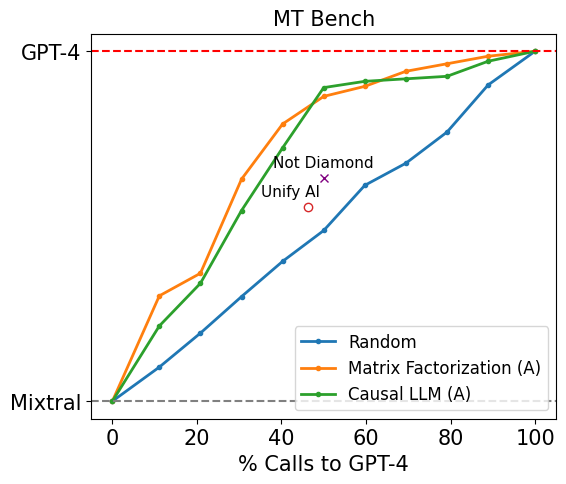 MT Bench
GPT-4
Not Diamond
Unify AI
Random
Matrix Factorization (A)
Causal LLM (A)
Mixtral
0 20 40 60 80 100
% Calls to GPT-4